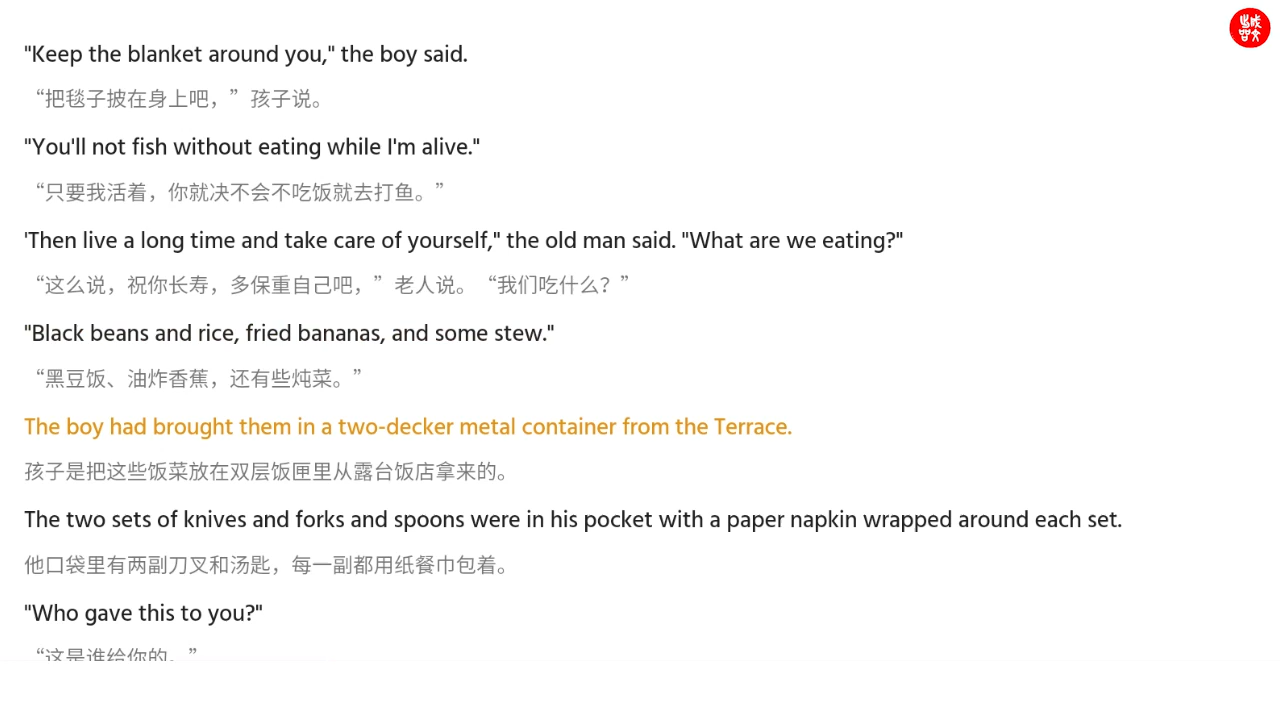 "Keep the blanket around you," the boy said.
“把毯子披在身上吧，”孩子说。
"You'll not fish without eating while I'm alive."
“只要我活着，你就决不会不吃饭就去打鱼。”
'Then live a long time and take care of yourself," the old man said. "What are we eating?"
“这么说，祝你长寿，多保重自己吧，”老人说。“我们吃什么？”
"Black beans and rice, fried bananas, and some stew."
“黑豆饭、油炸香蕉，还有些炖菜。”
The boy had brought them in a two-decker metal container from the Terrace.
孩子是把这些饭菜放在双层饭匣里从露台饭店拿来的。
The two sets of knives and forks and spoons were in his pocket with a paper napkin wrapped around each set.
他口袋里有两副刀叉和汤匙，每一副都用纸餐巾包着。
"Who gave this to you?"
“这是谁给你的。”